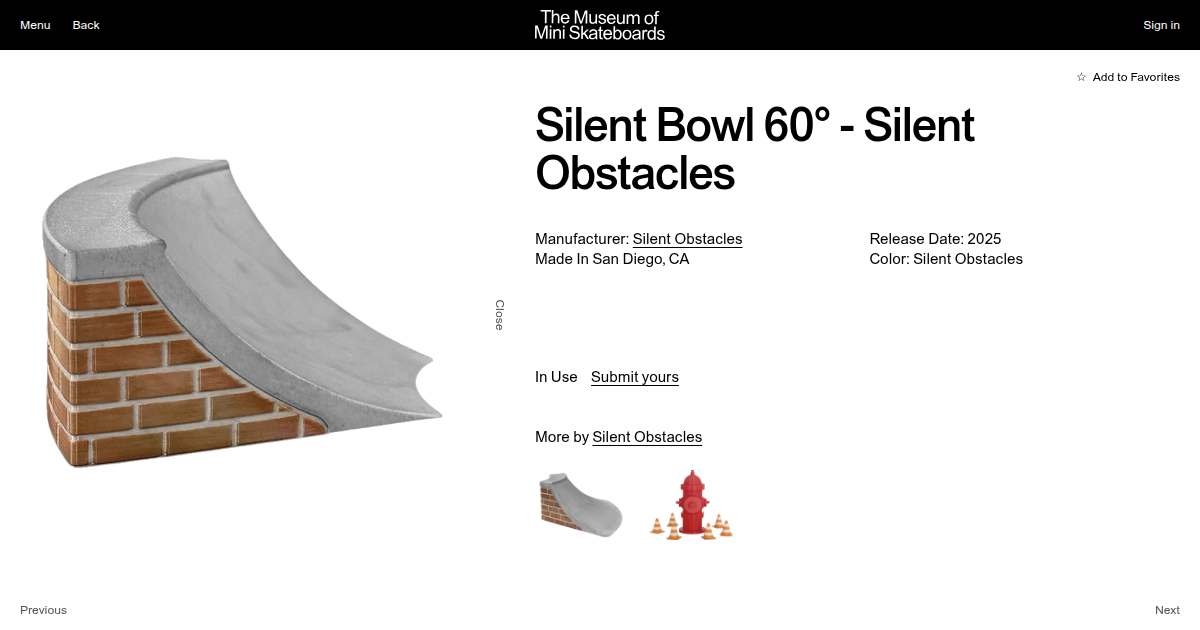 Menu
Back
The Museum of
Mini Skateboards
Sign in
☆ Add to Favorites
Silent Bowl 60° - Silent
Obstacles
Manufacturer: Silent Obstacles
Made In San Diego, CA
Release Date: 2025
Color: Silent Obstacles
Close
In Use Submit yours
More by Silent Obstacles
Previous
Next